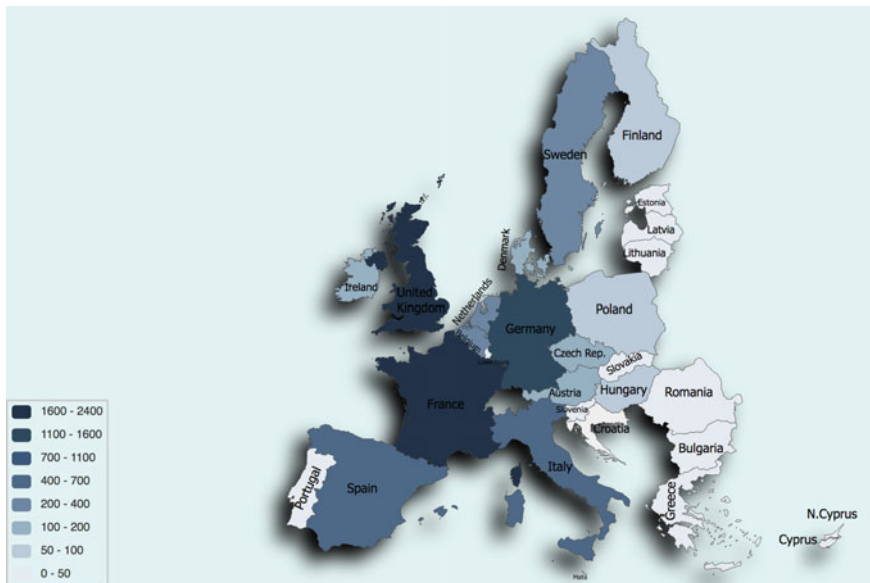 Finland
Sweden
Estonia
Latvia
Lithuania
Denmark
Ireland
United
Kingdom
Netherlands
Belgium
Germany
Poland
Czech Rep.
Slovakia
Austria
Hungary
Romania
Slovenia
Croatia
France
Bulgaria
Italy
Portugal
Spain
Greece
N.Cyprus
Cyprus
Malta
1600 - 2400
1100 - 1600
700 - 1100
400 - 700
200 - 400
100 - 200
50 - 100
0 - 50